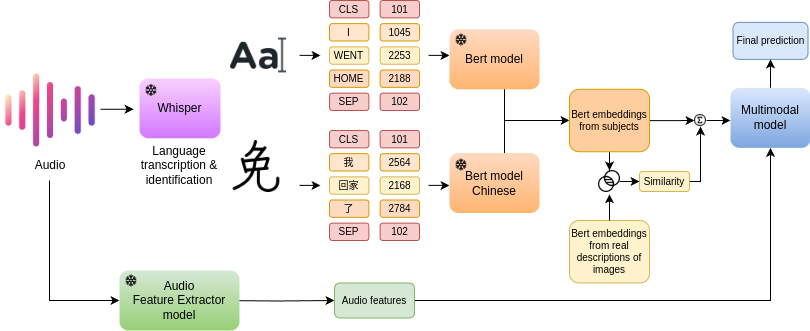 Audio
Whisper
Language
transcription &
identification
Aa
免
CLS 101
I 1045
WENT 2253
HOME 2188
SEP 102
CLS 101
我 2564
回家 2168
了 2784
SEP 102
Bert model
Bert model
Chinese
Bert embeddings
from subjects
Similarity
Bert embeddings
from real
descriptions of
images
Σ
Final prediction
Multimodal
model
Audio
Feature Extractor
model
Audio features